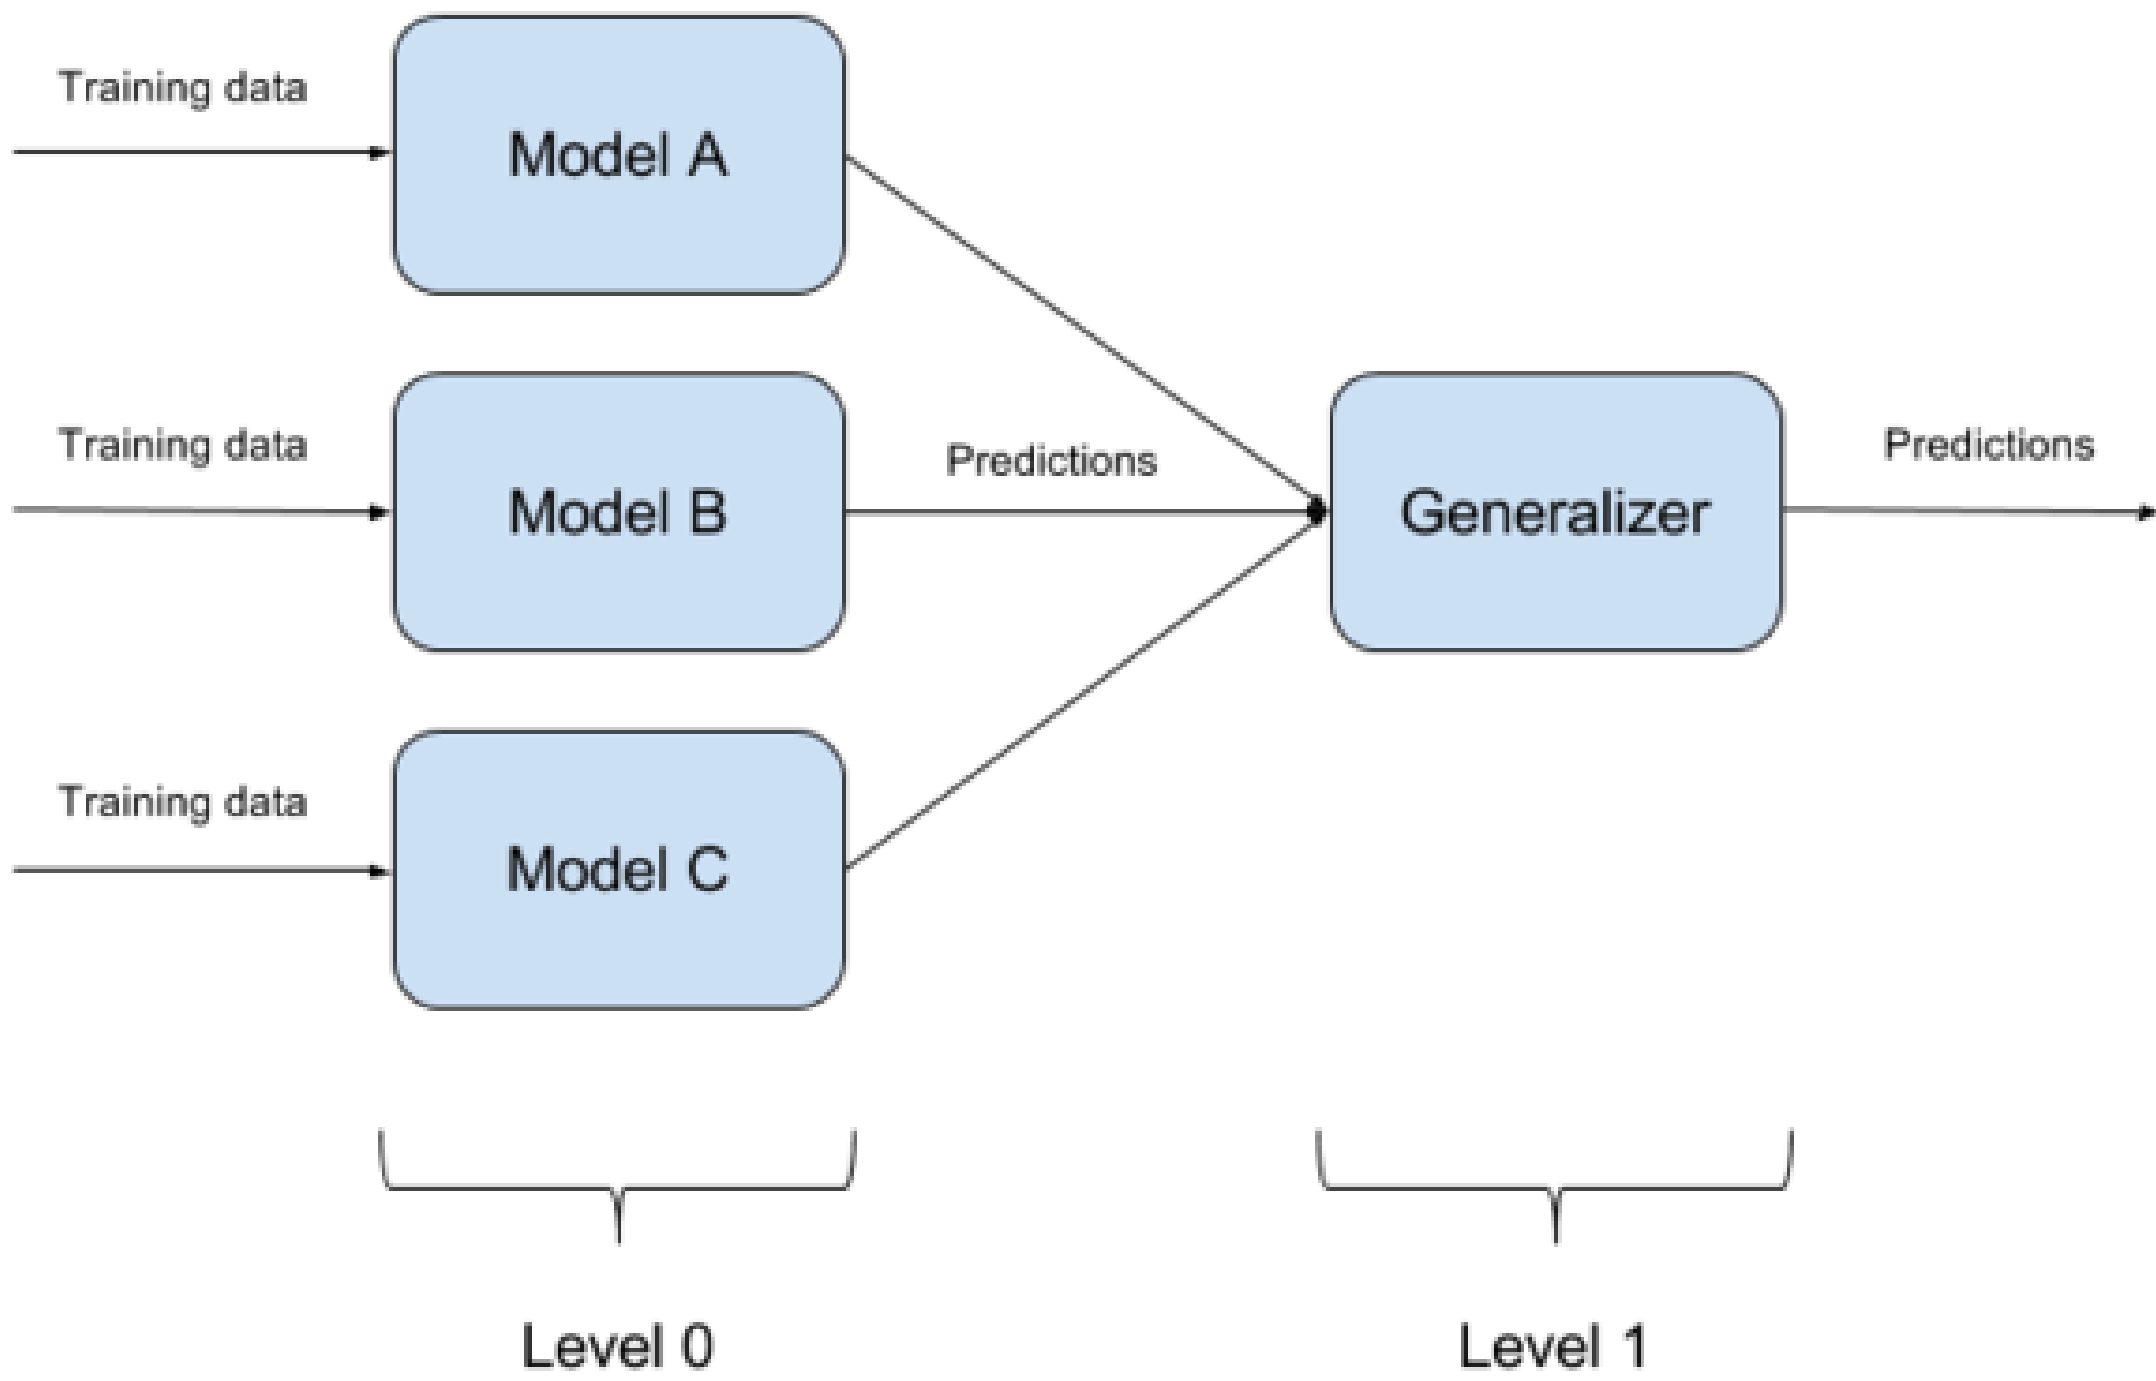 Training data
Model A
Training data
Model B
Predictions
Generalizer
Predictions
Training data
Model C
Level 0
Level 1